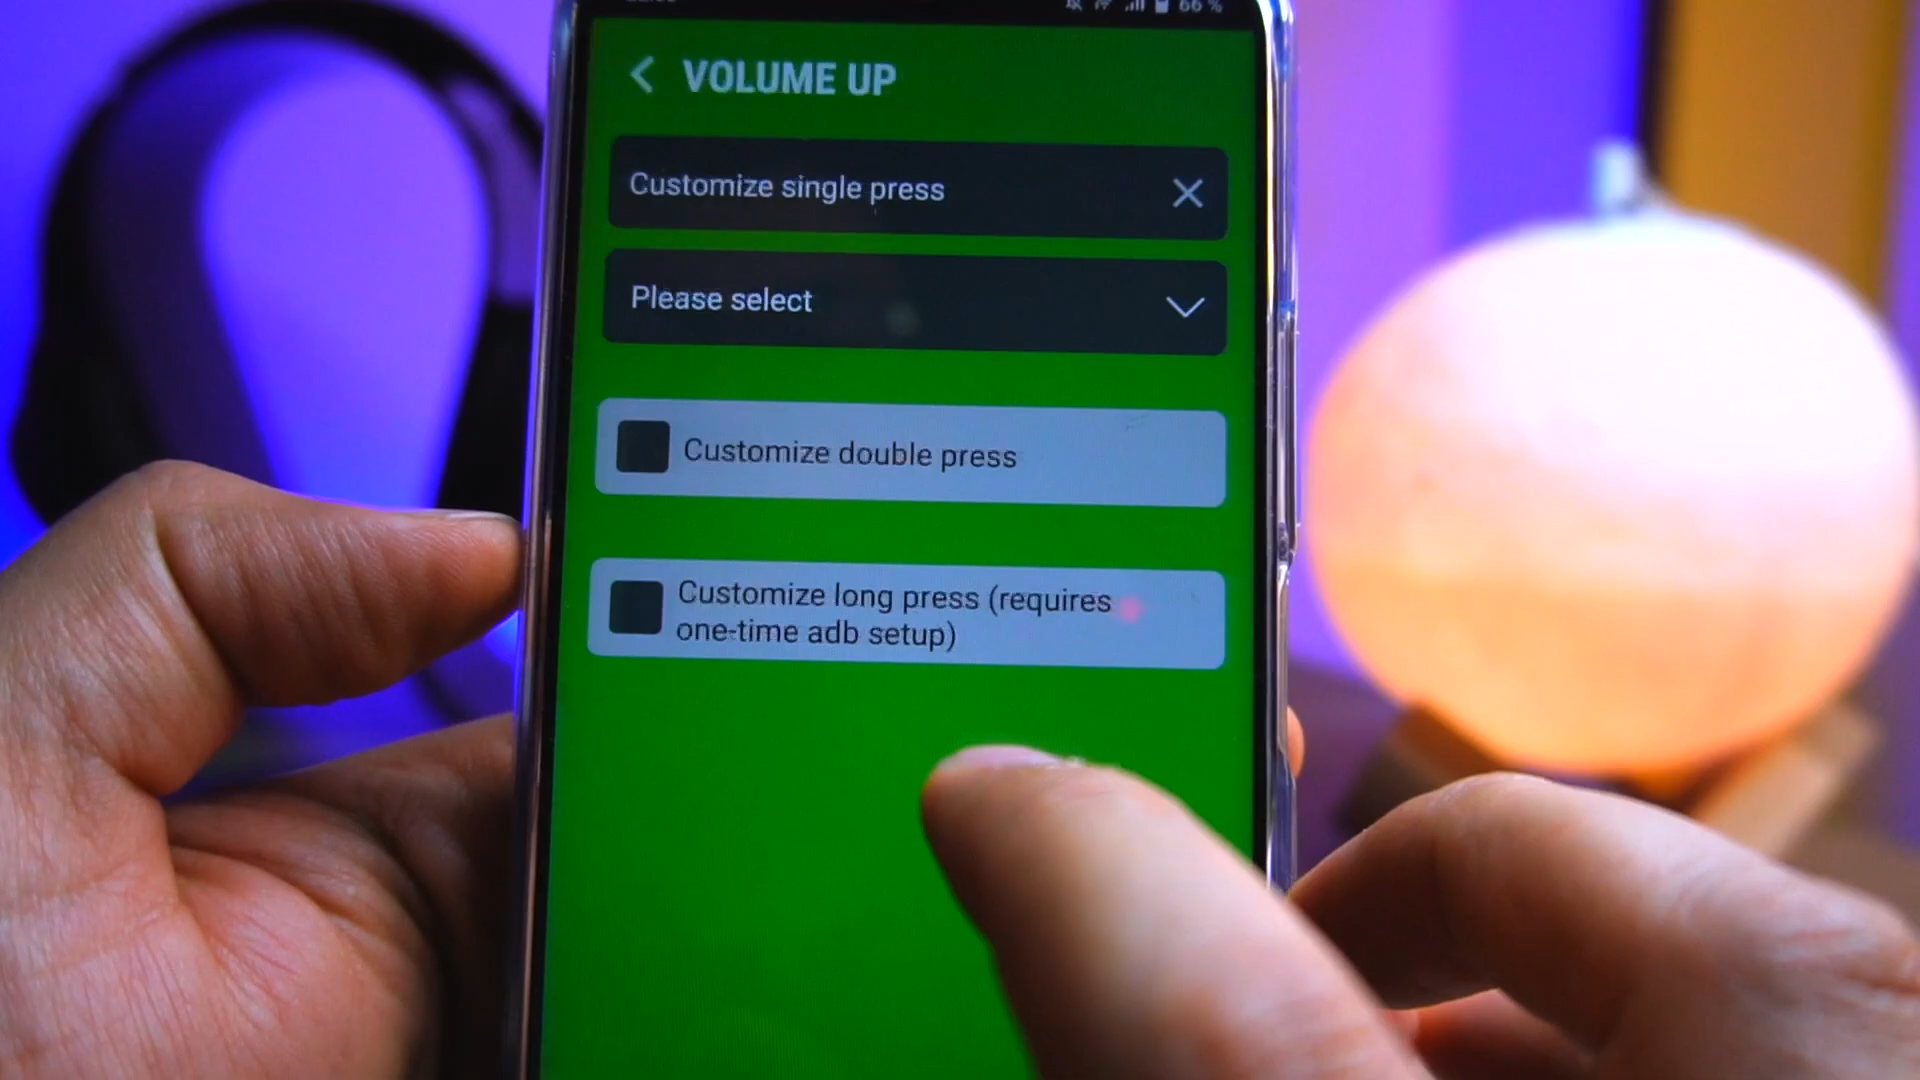 66 %
VOLUME UP
Customize single press
Please select
Customize double press
Customize long press (requires
one-time adb setup)